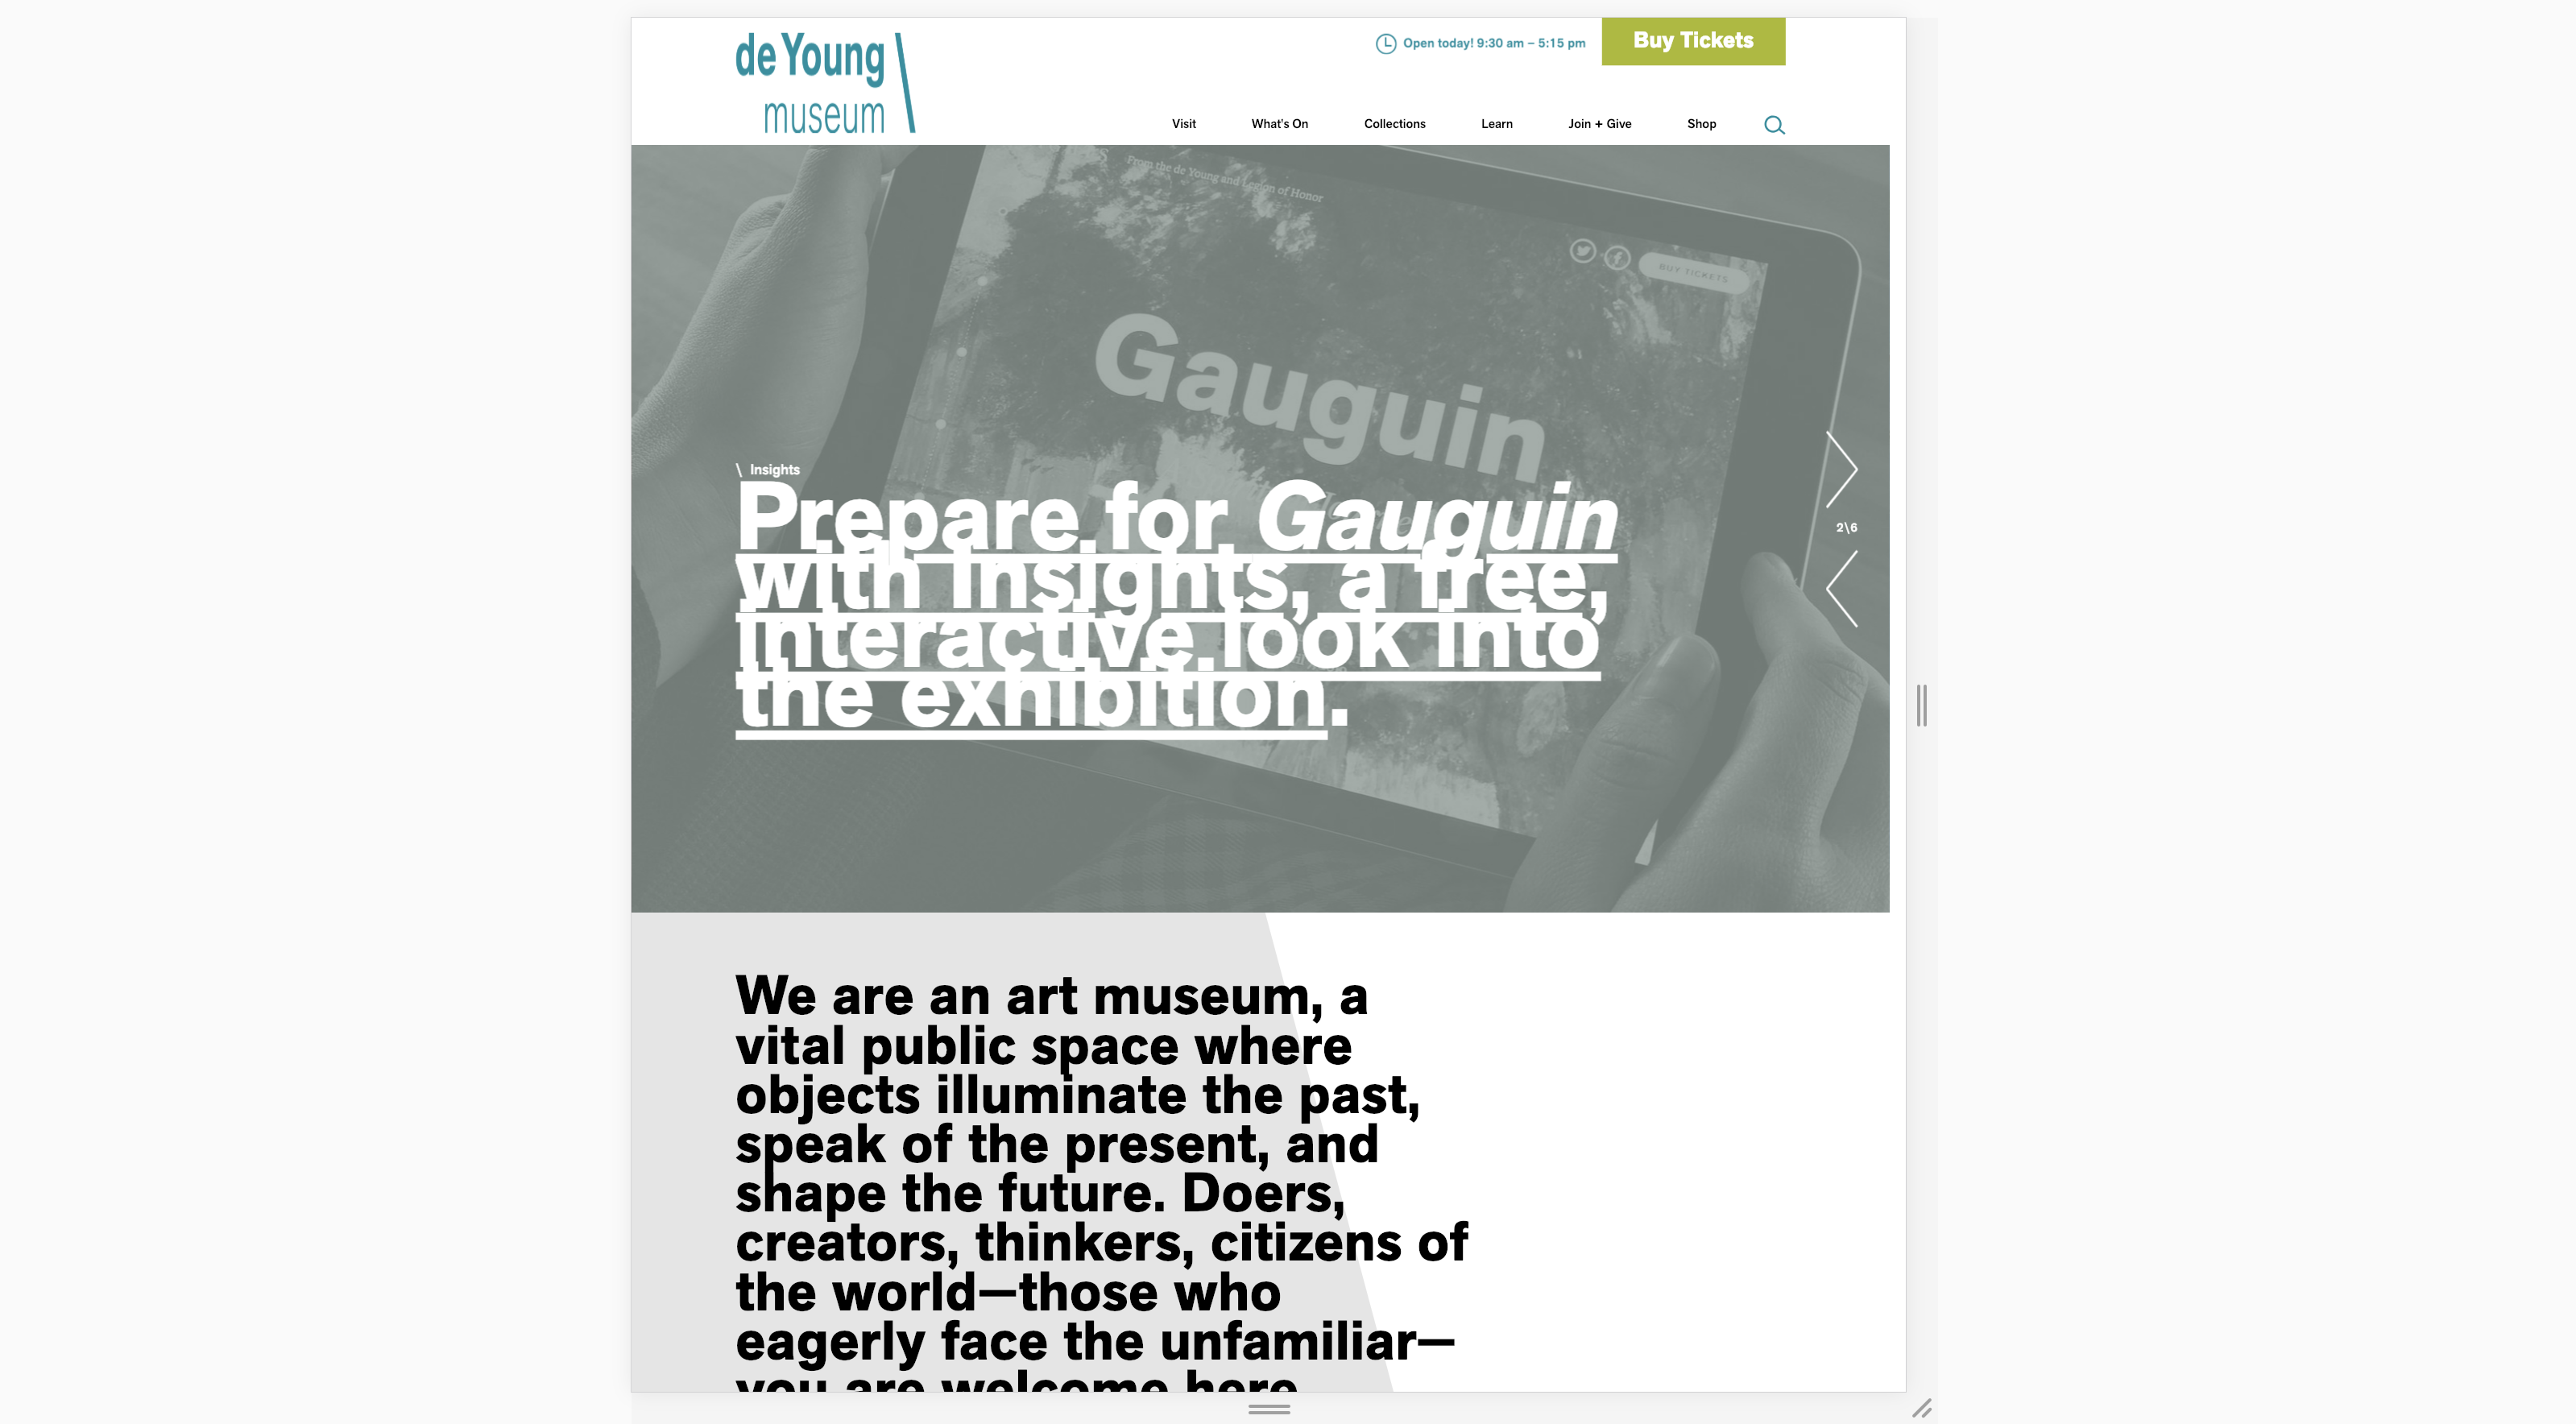 de Young
museum
Open today! 9:30 am – 5:15 pm
Buy Tickets
Visit
What's On
Collections
Learn
Join + Give
Shop
From the de Young and Legion of Honor
BUY TICKETS
Gauguin
\ Insights
Prepare for Gauguin
with Insights, a free,
interactive look into
the exhibition.
2\6
We are an art museum, a
vital public space where
objects illuminate the past,
speak of the present, and
shape the future. Doers,
creators, thinkers, citizens of
the world—those who
eagerly face the unfamiliar—
you are welcome here